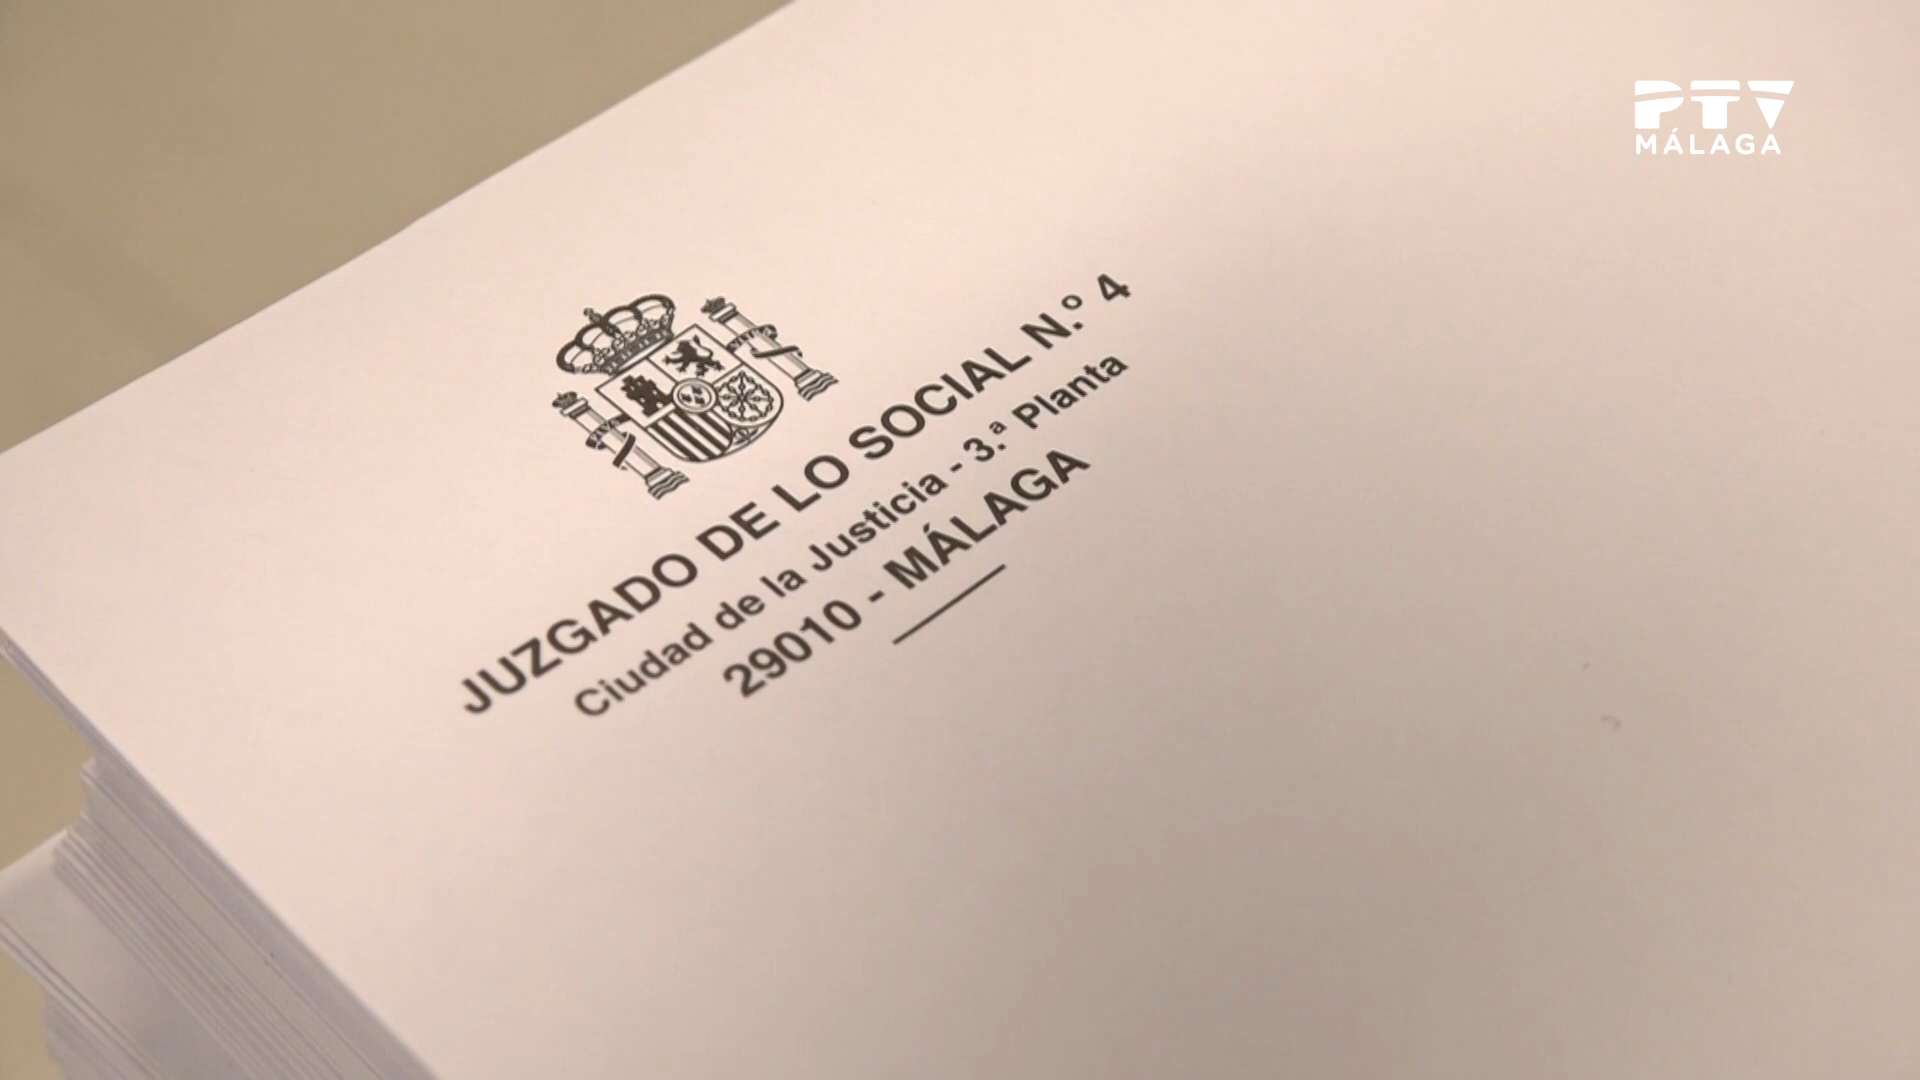 PTV
MÁLAGA
JUZGADO DE LO SOCIAL N.º 4
Ciudad de la Justicia - 3.ª Planta
29010 - MÁLAGA